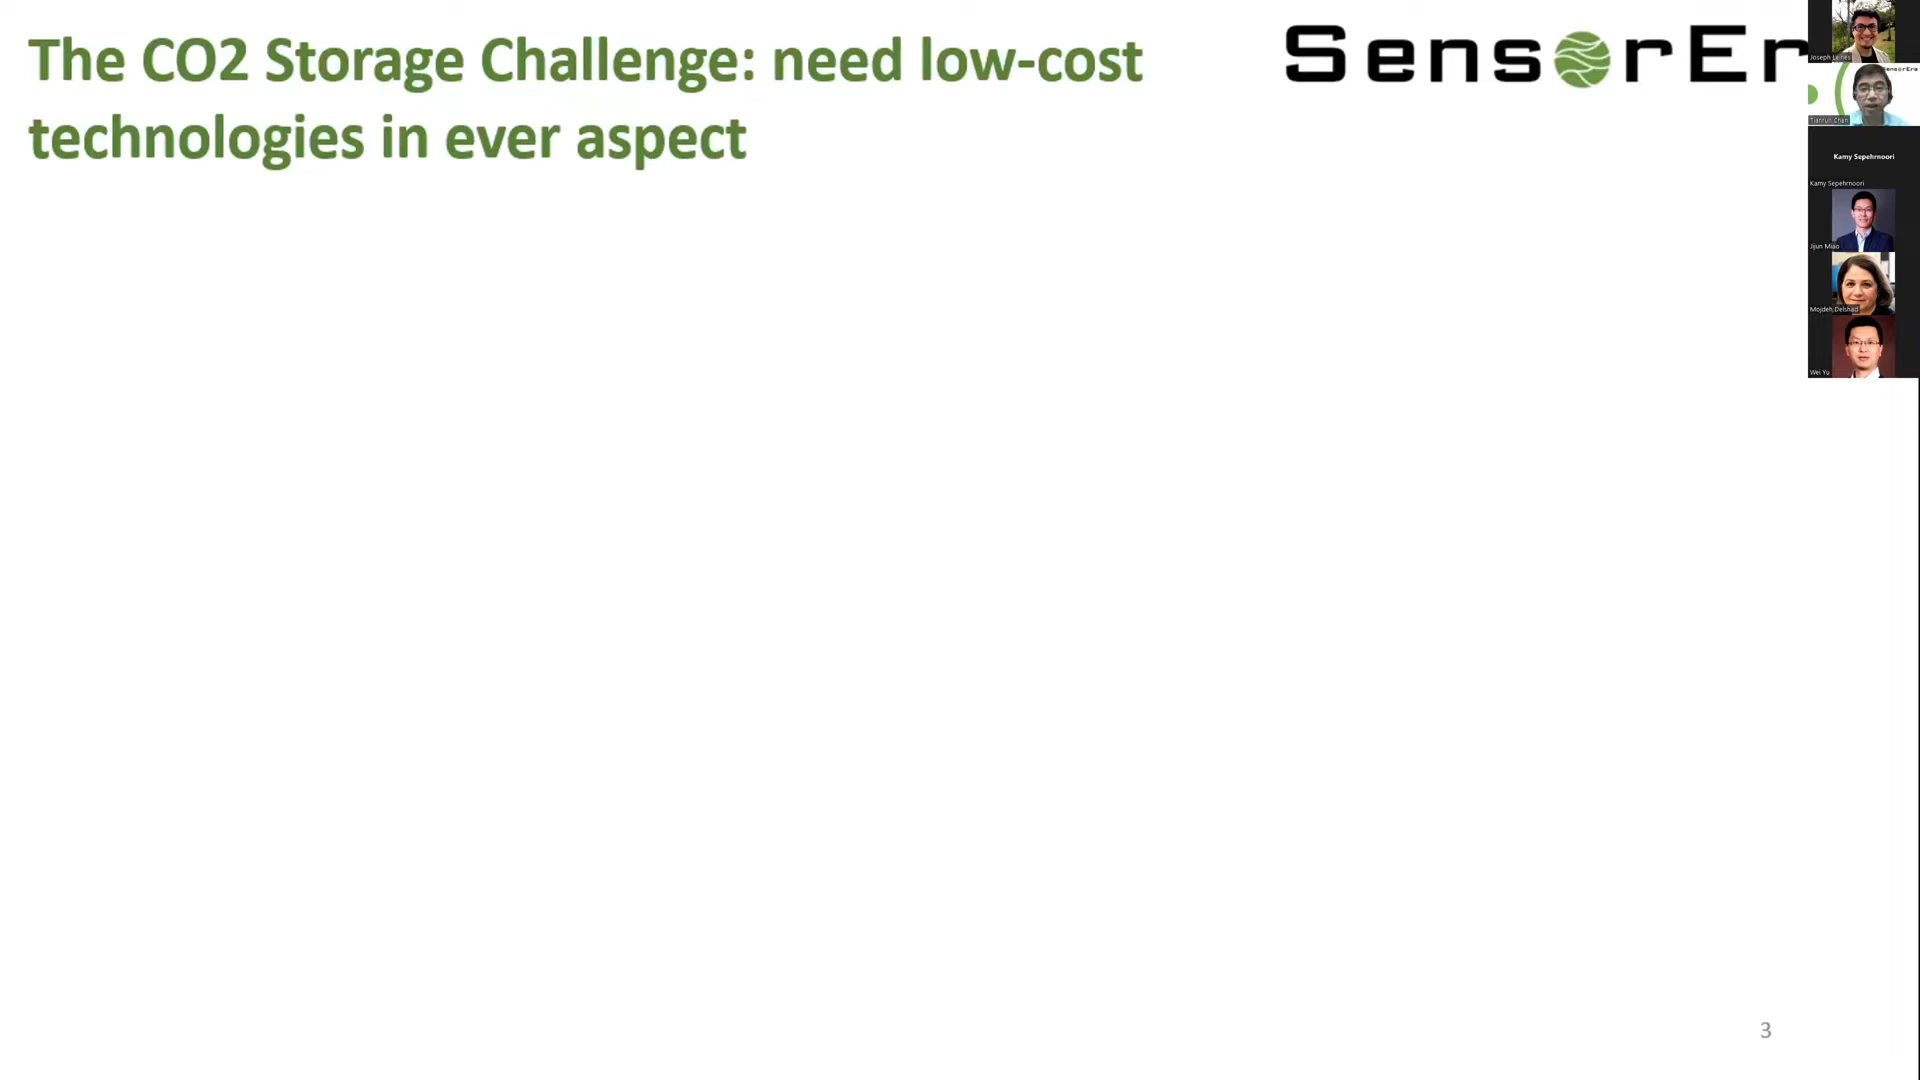 The CO2 Storage Challenge: need low-cost
technologies in ever aspect
SensorEr
Joseph Leines
SensorEra
Tianrun Chen
Kamy Sepehrnoori
Kamy Sepehrnoori
Jijun Miao
Mojdeh Delshad
Wei Yu
3